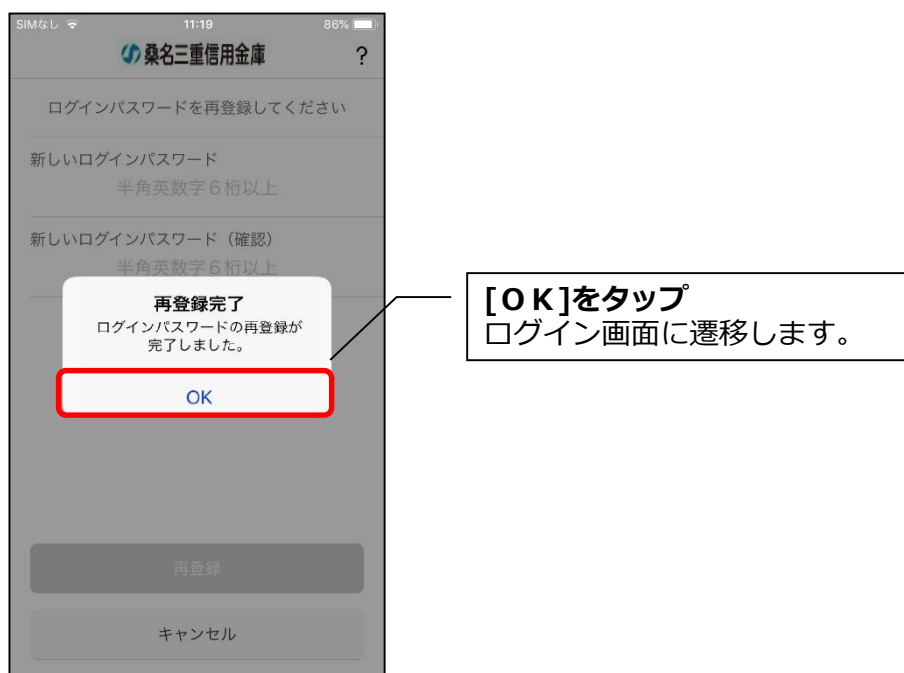 SIMなし 11:19 86%
桑名三重信用金庫 ?
ログインパスワードを再登録してください
新しいログインパスワード
半角英数字６桁以上
新しいログインパスワード（確認）
半角英数字６桁以上
再登録完了
ログインパスワードの再登録が
完了しました。
OK
再登録
キャンセル
[ＯＫ]をタップ
ログイン画面に遷移します。